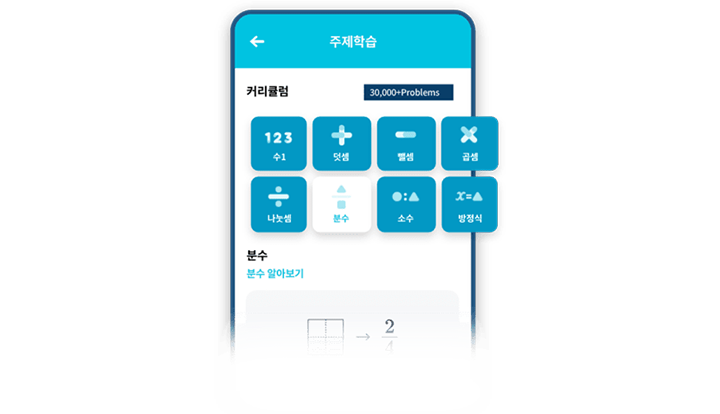 주제학습
커리큘럼
30,000+Problems
123
수1
덧셈
뺄셈
곱셈
나눗셈
분수
소수
x=▲
방정식
분수
분수 알아보기
→ 2/4